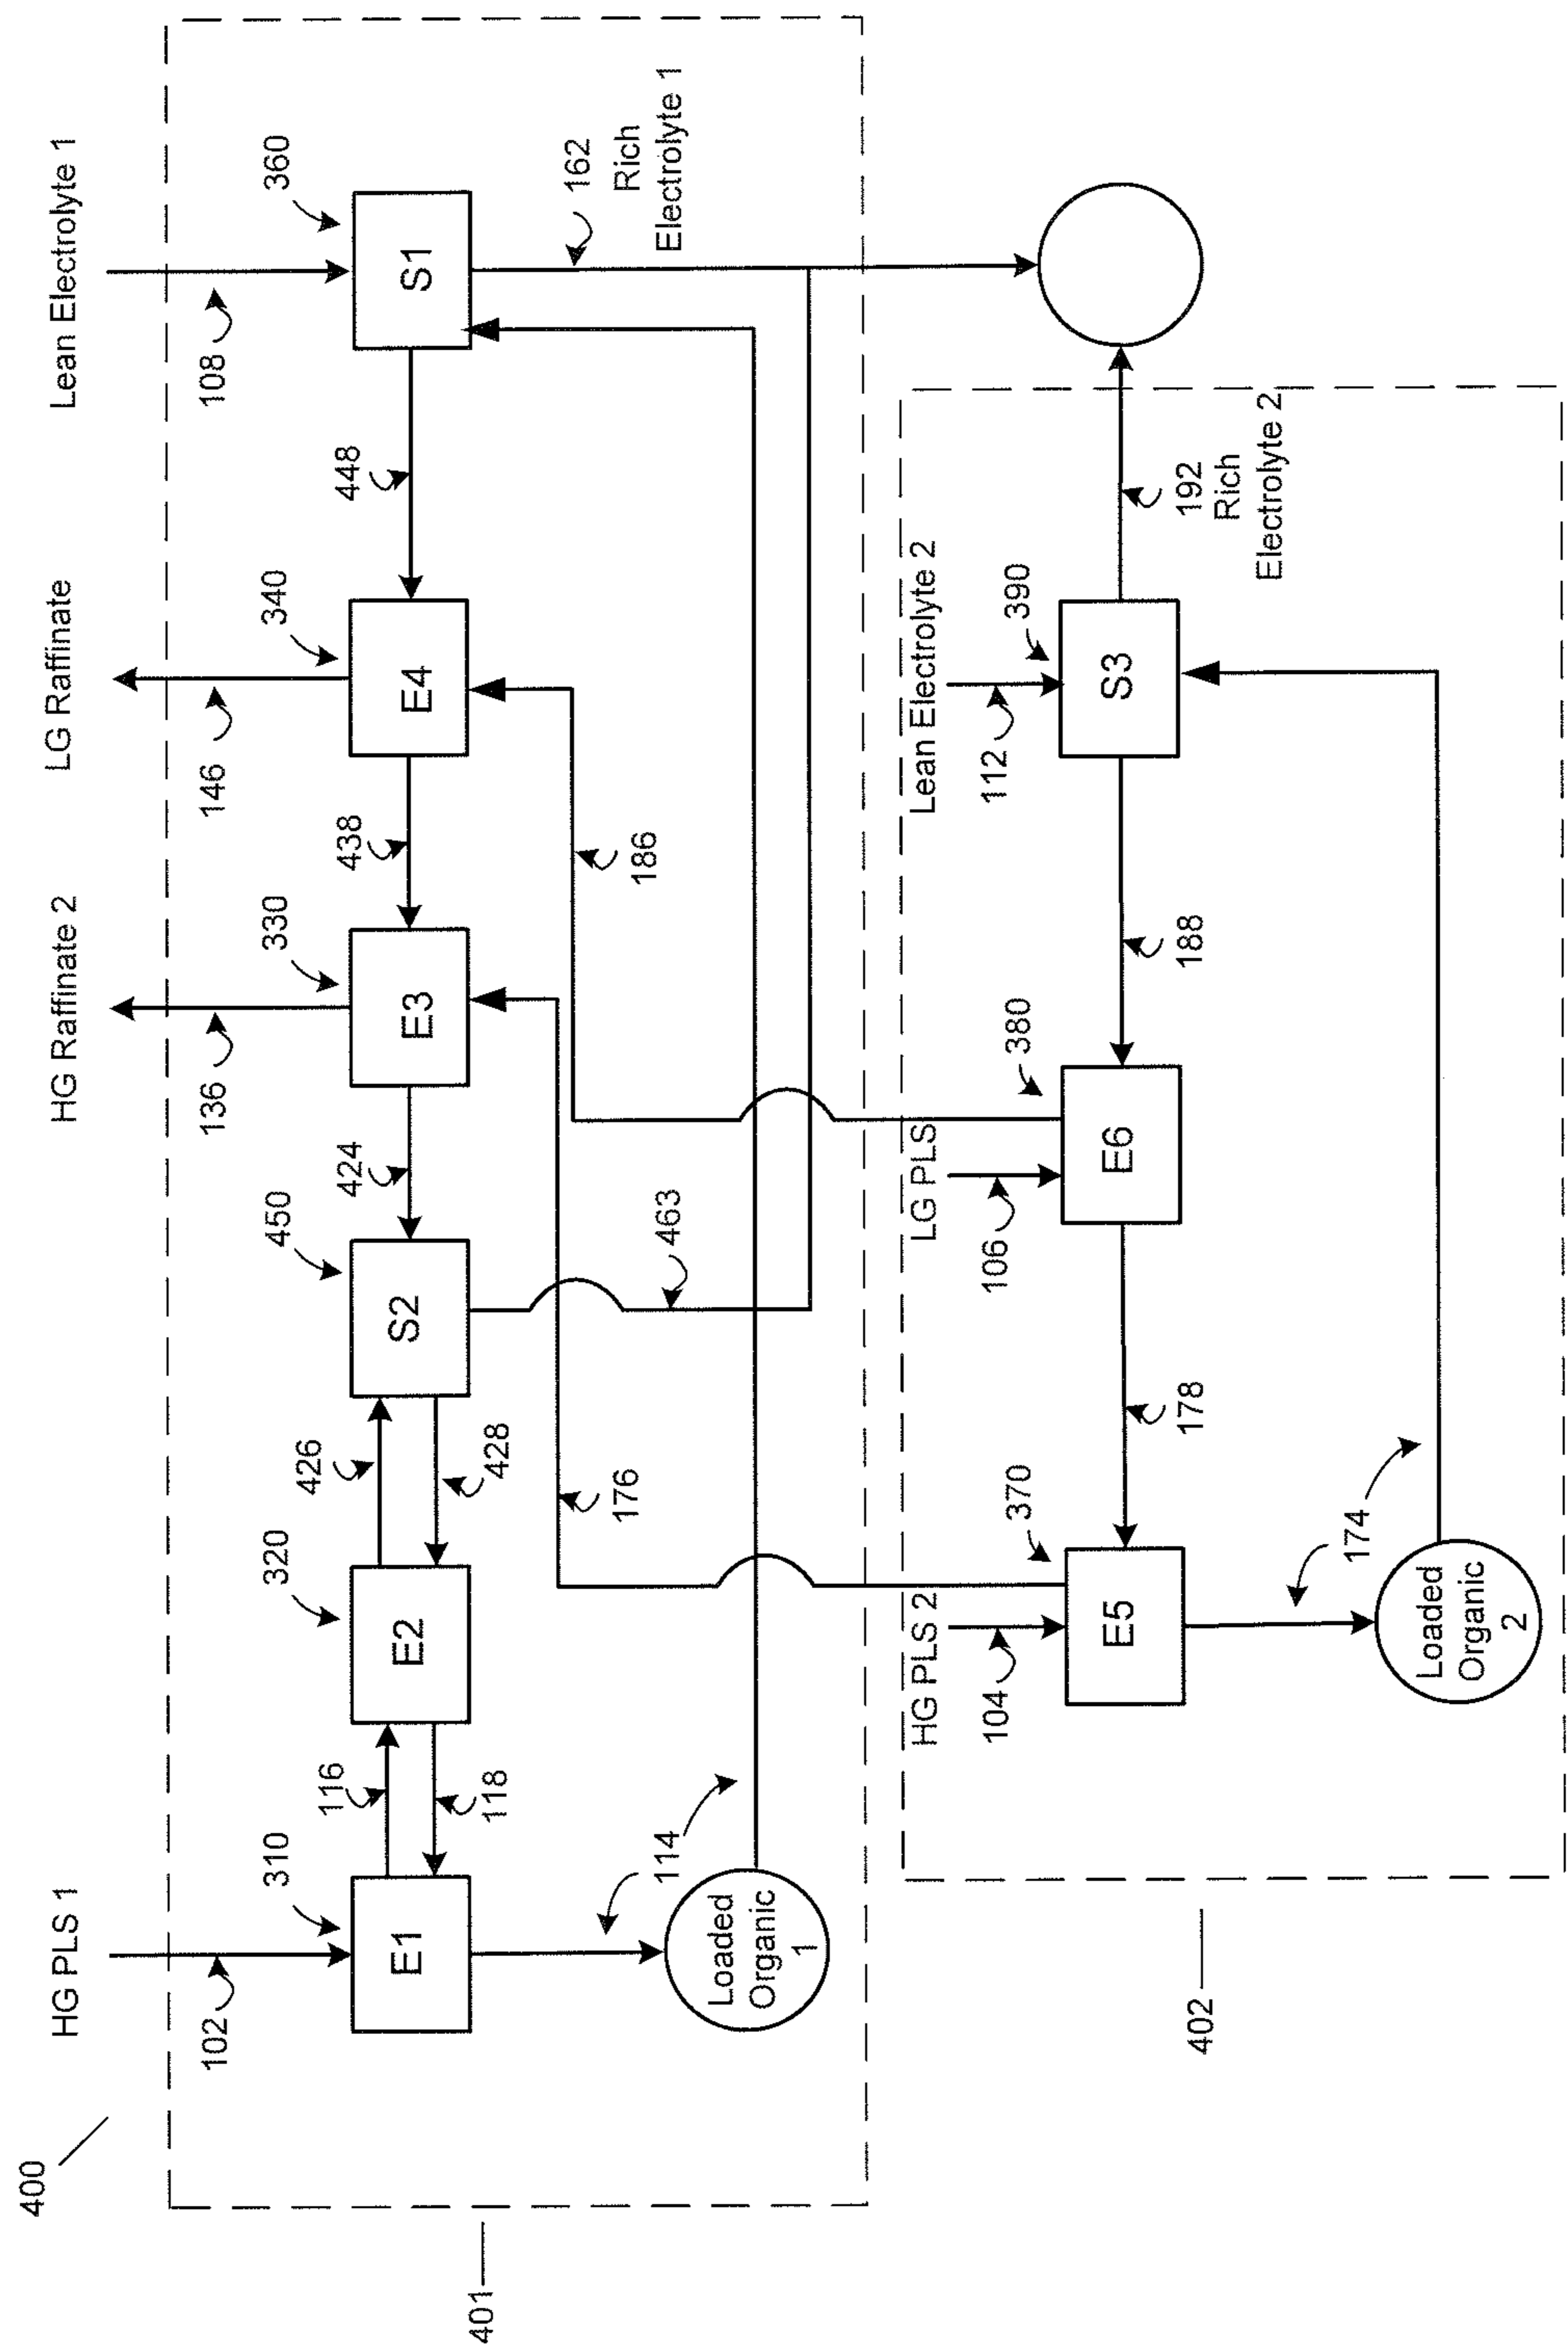 400
HG PLS 1
HG Raffinate 2
LG Raffinate
Lean Electrolyte 1
102
136
146
108
310
320
450
330
340
360
E1
116
118
E2
426
428
S2
424
E3
438
E4
448
S1
401
114
Loaded
Organic
1
176
463
186
162
Rich
Electrolyte 1
HG PLS 2
LG PLS
Lean Electrolyte 2
104
106
112
370
380
390
E5
178
E6
188
S3
192
Rich
Electrolyte 2
402
174
Loaded
Organic
2